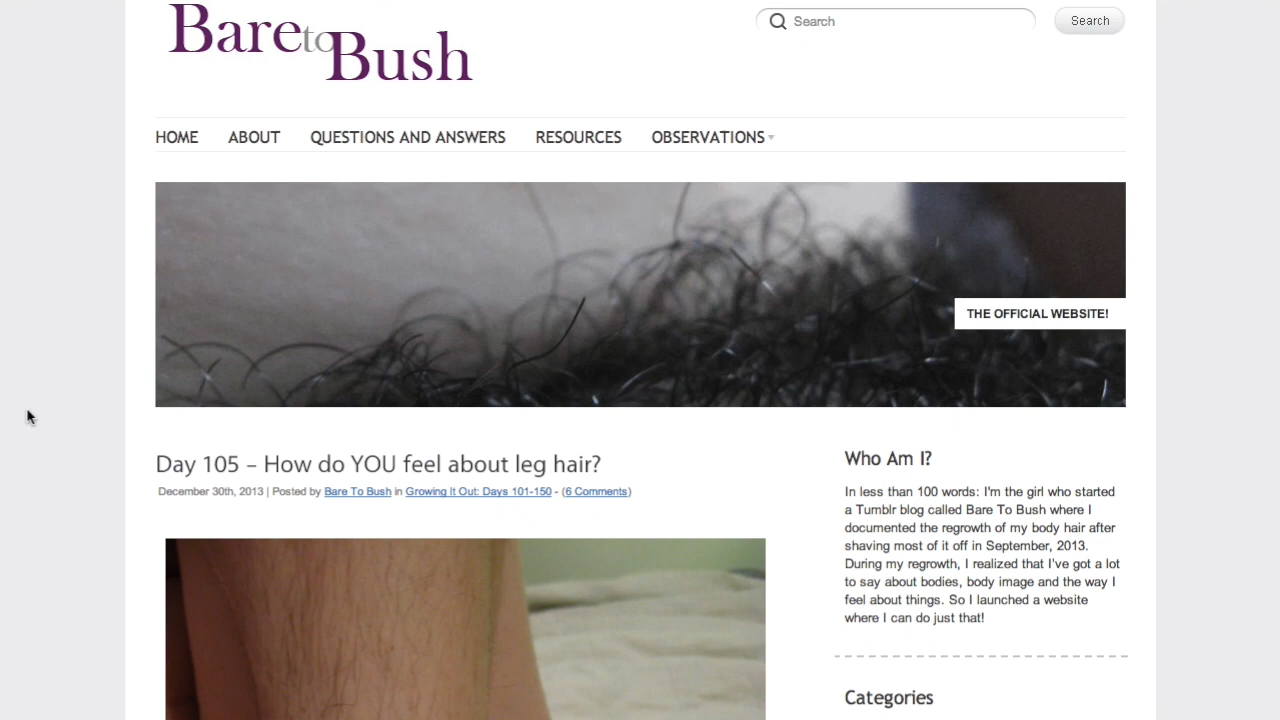 Bare to Bush
Search
Search
HOME ABOUT QUESTIONS AND ANSWERS RESOURCES OBSERVATIONS
THE OFFICIAL WEBSITE!
Day 105 – How do YOU feel about leg hair?
December 30th, 2013 | Posted by Bare To Bush in Growing It Out: Days 101-150 - (6 Comments)
Who Am I?
In less than 100 words: I'm the girl who started
a Tumblr blog called Bare To Bush where I
documented the regrowth of my body hair after
shaving most of it off in September, 2013.
During my regrowth, I realized that I've got a lot
to say about bodies, body image and the way I
feel about things. So I launched a website
where I can do just that!
Categories